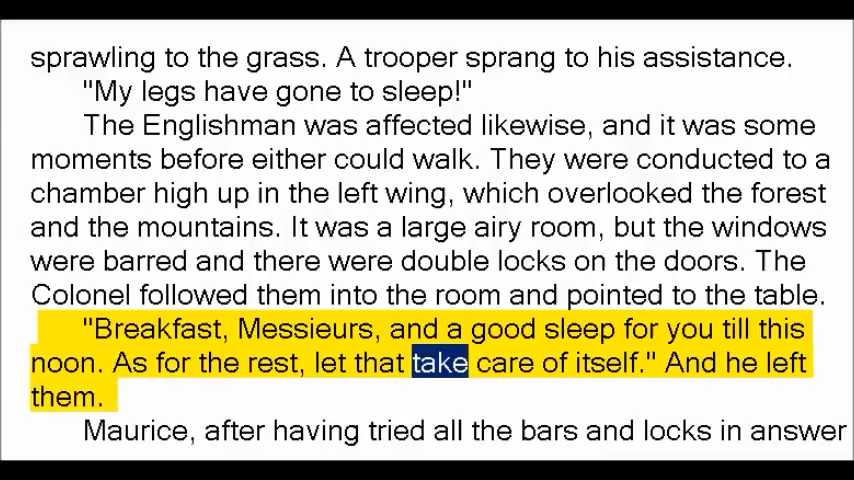 sprawling to the grass. A trooper sprang to his assistance.
"My legs have gone to sleep!"
The Englishman was affected likewise, and it was some
moments before either could walk. They were conducted to a
chamber high up in the left wing, which overlooked the forest
and the mountains. It was a large airy room, but the windows
were barred and there were double locks on the doors. The
Colonel followed them into the room and pointed to the table.
"Breakfast, Messieurs, and a good sleep for you till this
noon. As for the rest, let that take care of itself." And he left
them.
Maurice, after having tried all the bars and locks in answer